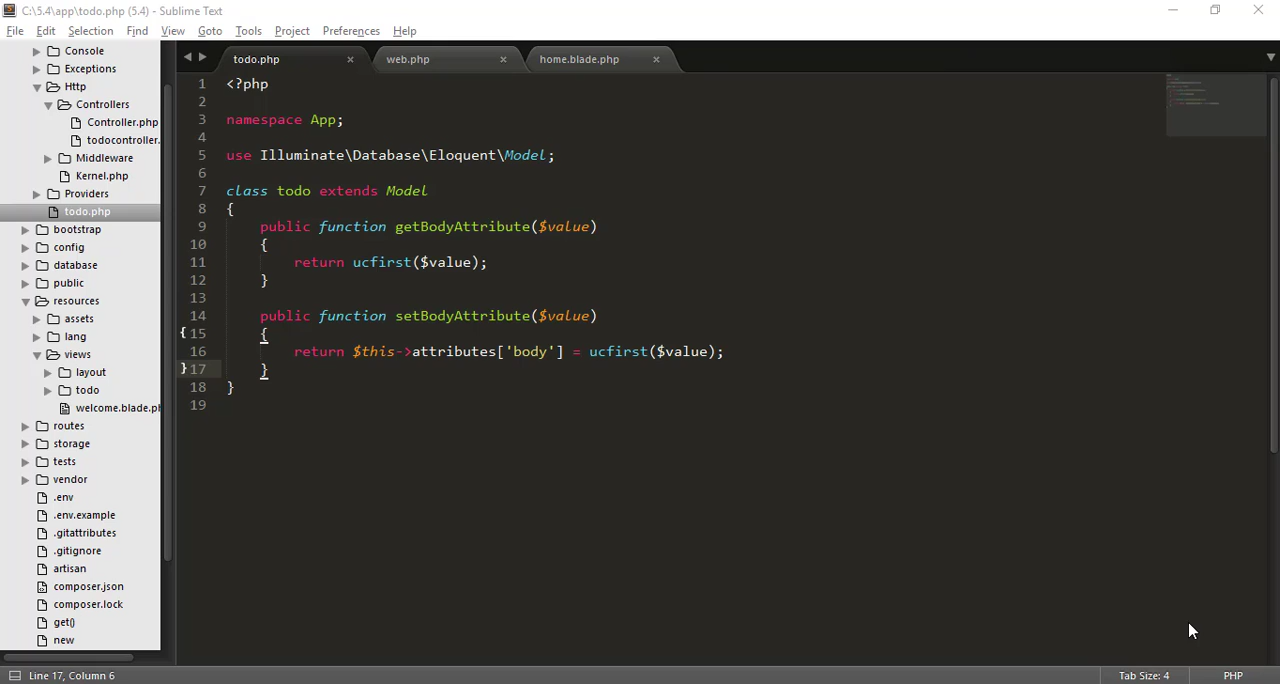 C:\5.4\app\todo.php (5.4) - Sublime Text
File Edit Selection Find View Goto Tools Project Preferences Help
Console
Exceptions
Http
Controllers
Controller.php
todocontroller.
Middleware
Kernel.php
Providers
todo.php
bootstrap
config
database
public
resources
assets
lang
views
layout
todo
welcome.blade.ph
routes
storage
tests
vendor
.env
.env.example
.gitattributes
.gitignore
artisan
composer.json
composer.lock
get()
new
todo.php web.php home.blade.php
1 <?php
2
3 namespace App;
4
5 use Illuminate\Database\Eloquent\Model;
6
7 class todo extends Model
8 {
9 public function getBodyAttribute($value)
10 {
11 return ucfirst($value);
12 }
13
14 public function setBodyAttribute($value)
{ 15 {
16 return $this->attributes['body'] = ucfirst($value);
} 17 }
18 }
19
Line 17, Column 6 Tab Size: 4 PHP